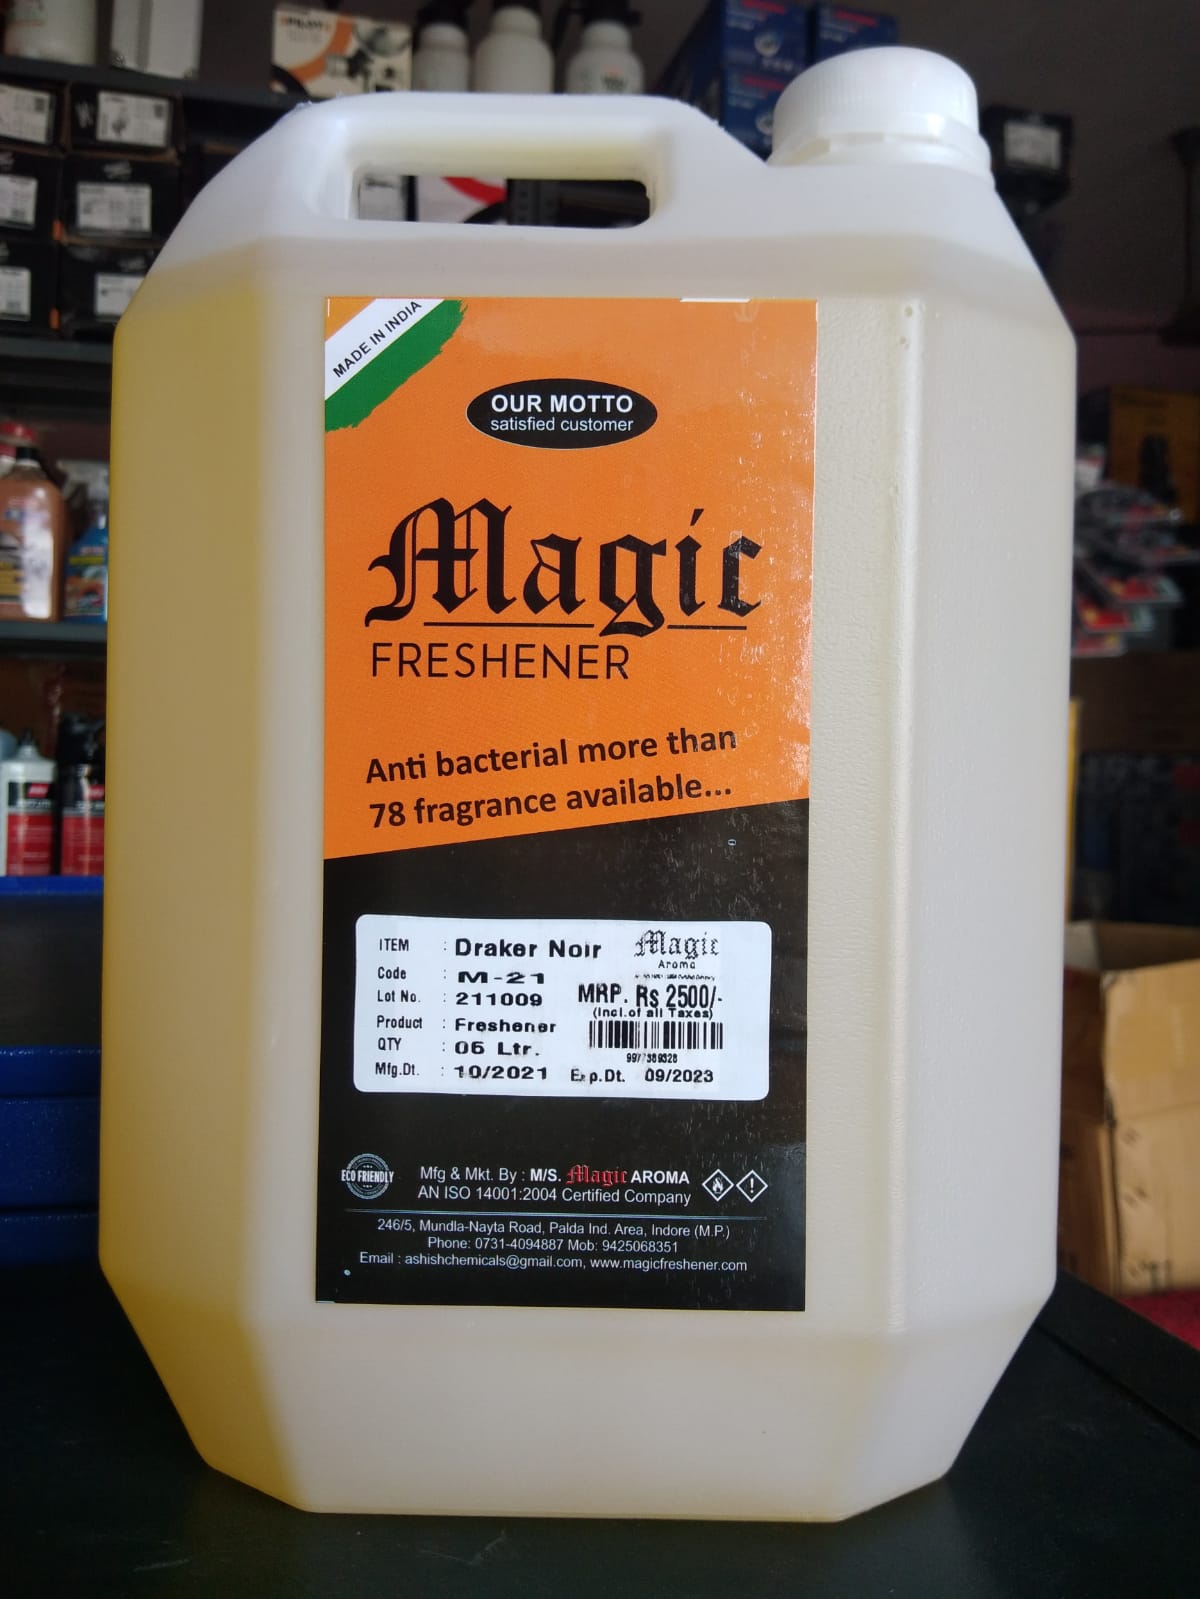 MADE IN INDIA
OUR MOTTO
satisfied customer
Magic
FRESHENER
Anti bacterial more than
78 fragrance available...
ITEM : Draker Noir
Magic
Aroma
Code : M-21
Lot No. : 211009
MRP. Rs 2500/-
(Incl.of all Taxes)
Product : Freshener
QTY : 05 Ltr.
Mfg.Dt. : 10/2021 Exp.Dt. 09/2023
ECO FRIENDLY
Mfg & Mkt. By : M/S. Magic AROMA
AN ISO 14001:2004 Certified Company
246/5, Mundla-Nayta Road, Palda Ind. Area, Indore (M.P.)
Phone: 0731-4094887 Mob: 9425068351
Email : ashishchemicals@gmail.com, www.magicfreshener.com